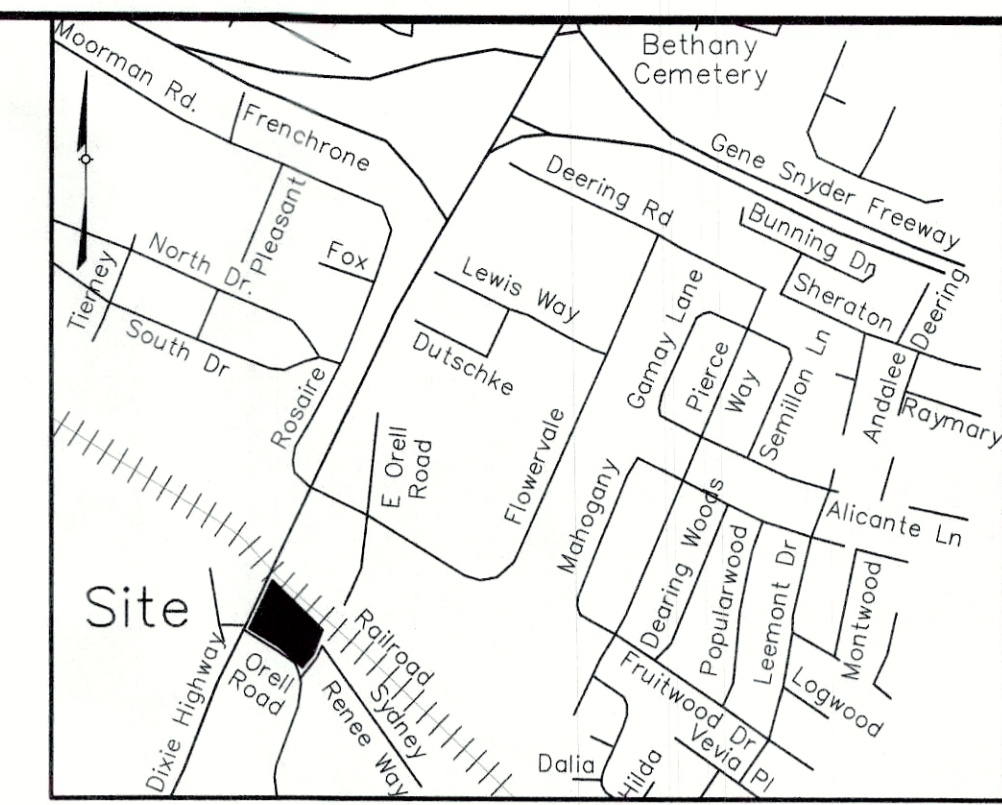 Bethany
Cemetery
Moorman Rd.
Frenchrone
Gene Snyder Freeway
Deering Rd
Bunning Dr
Pleasant
Fox
North Dr.
Tierney
South Dr
Lewis Way
Dutschke
Sheraton
Deering
Gamay Lane
Pierce
Way
Semillon Ln
Andalee
Raymary
Rosaire
E Orell
Road
Flowervale
Mahogany
Alicante Ln
Dearing Woods
Popularwood
Leemont Dr
Montwood
Logwood
Site
Railroad
Orell
Road
Sydney
Renee Way
Dixie Highway
Fruitwood Dr
Vevia Pl
Dalia
Hilda